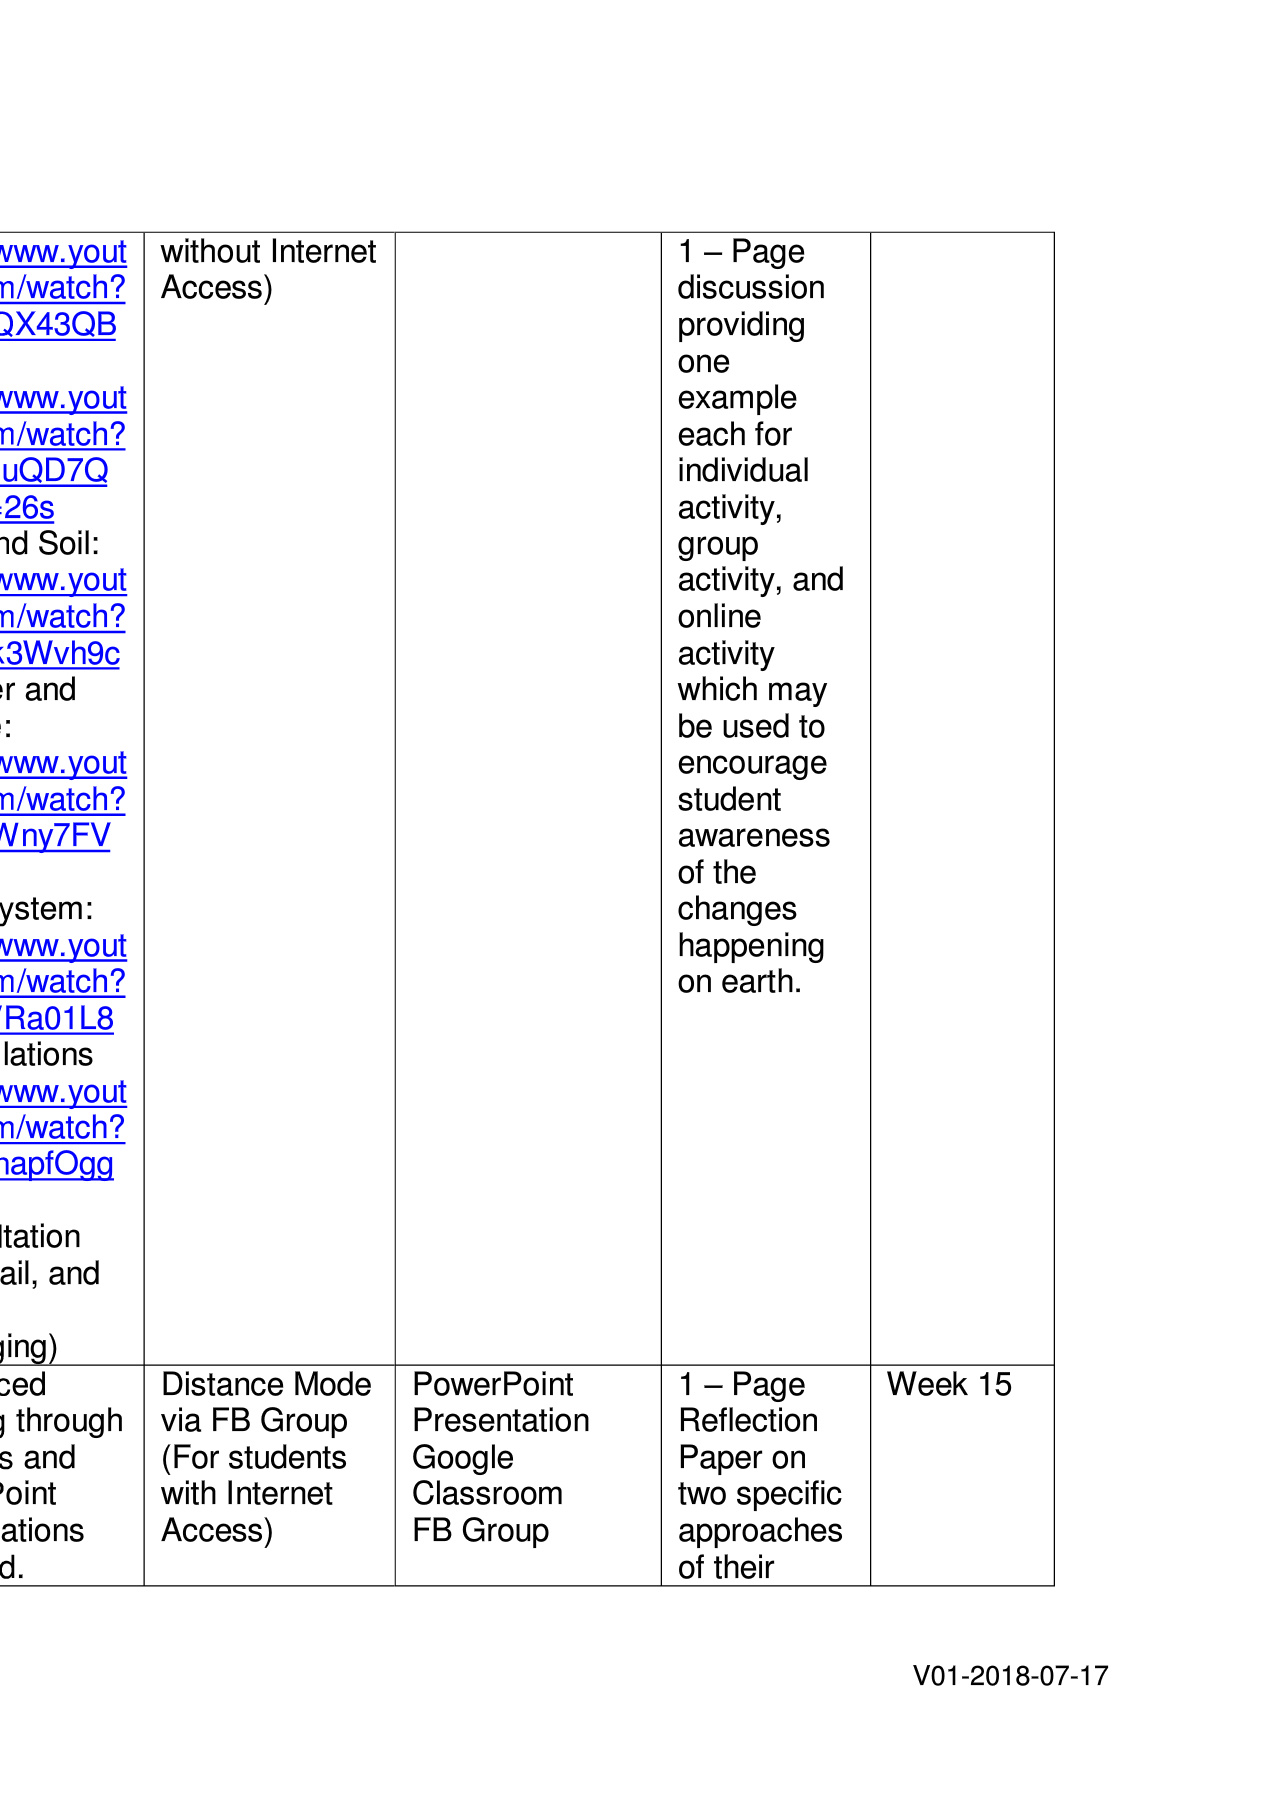 www.yout
m/watch?
QX43QB
www.yout
m/watch?
uQD7Q
=26s
nd Soil:
www.yout
m/watch?
k3Wvh9c
er and
e:
www.yout
m/watch?
Wny7FV
ystem:
www.yout
m/watch?
Ra01L8
lations
www.yout
m/watch?
napfOgg
ltation
ail, and
ging)
without Internet
Access)
1 – Page
discussion
providing
one
example
each for
individual
activity,
group
activity, and
online
activity
which may
be used to
encourage
student
awareness
of the
changes
happening
on earth.
ced
g through
s and
Point
ations
d.
Distance Mode
via FB Group
(For students
with Internet
Access)
PowerPoint
Presentation
Google
Classroom
FB Group
1 – Page
Reflection
Paper on
two specific
approaches
of their
Week 15
V01-2018-07-17